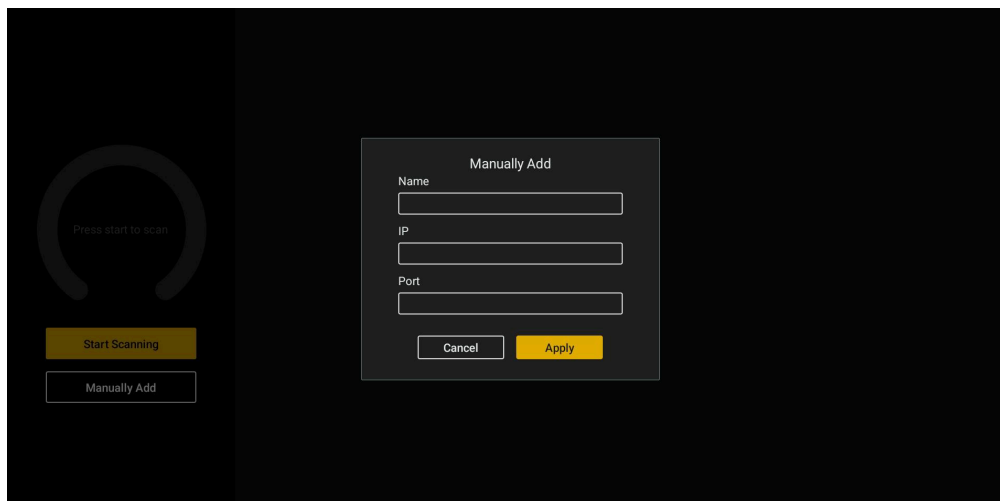 Press start to scan
Start Scanning
Manually Add
Manually Add
Name
IP
Port
Cancel
Apply